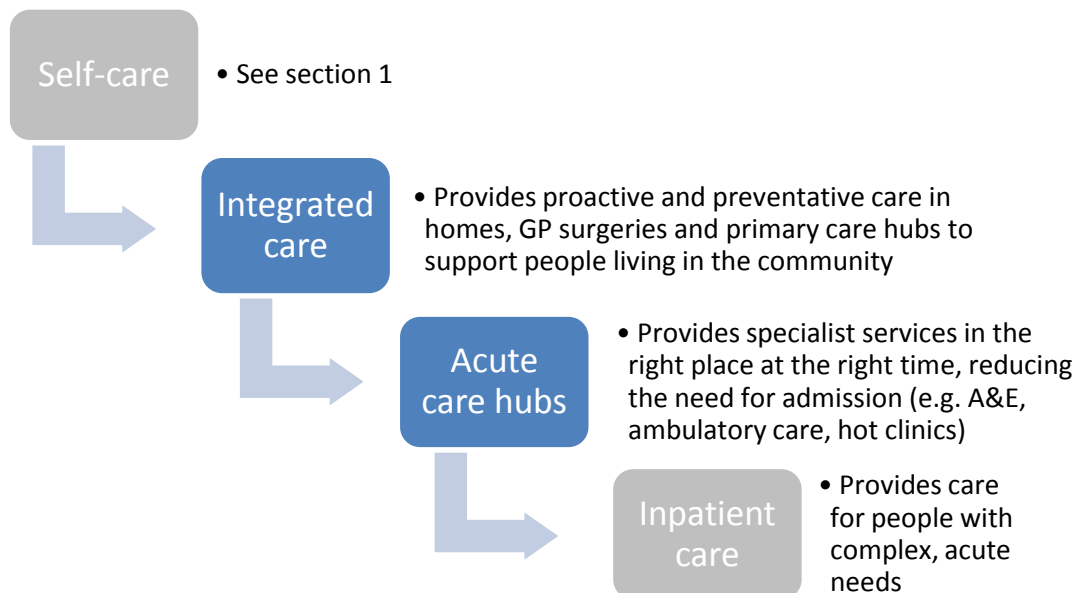 Self-care
• See section 1
Integrated
care
• Provides proactive and preventative care in
homes, GP surgeries and primary care hubs to
support people living in the community
Acute
care hubs
• Provides specialist services in the
right place at the right time, reducing
the need for admission (e.g. A&E,
ambulatory care, hot clinics)
Inpatient
care
• Provides care
for people with
complex, acute
needs